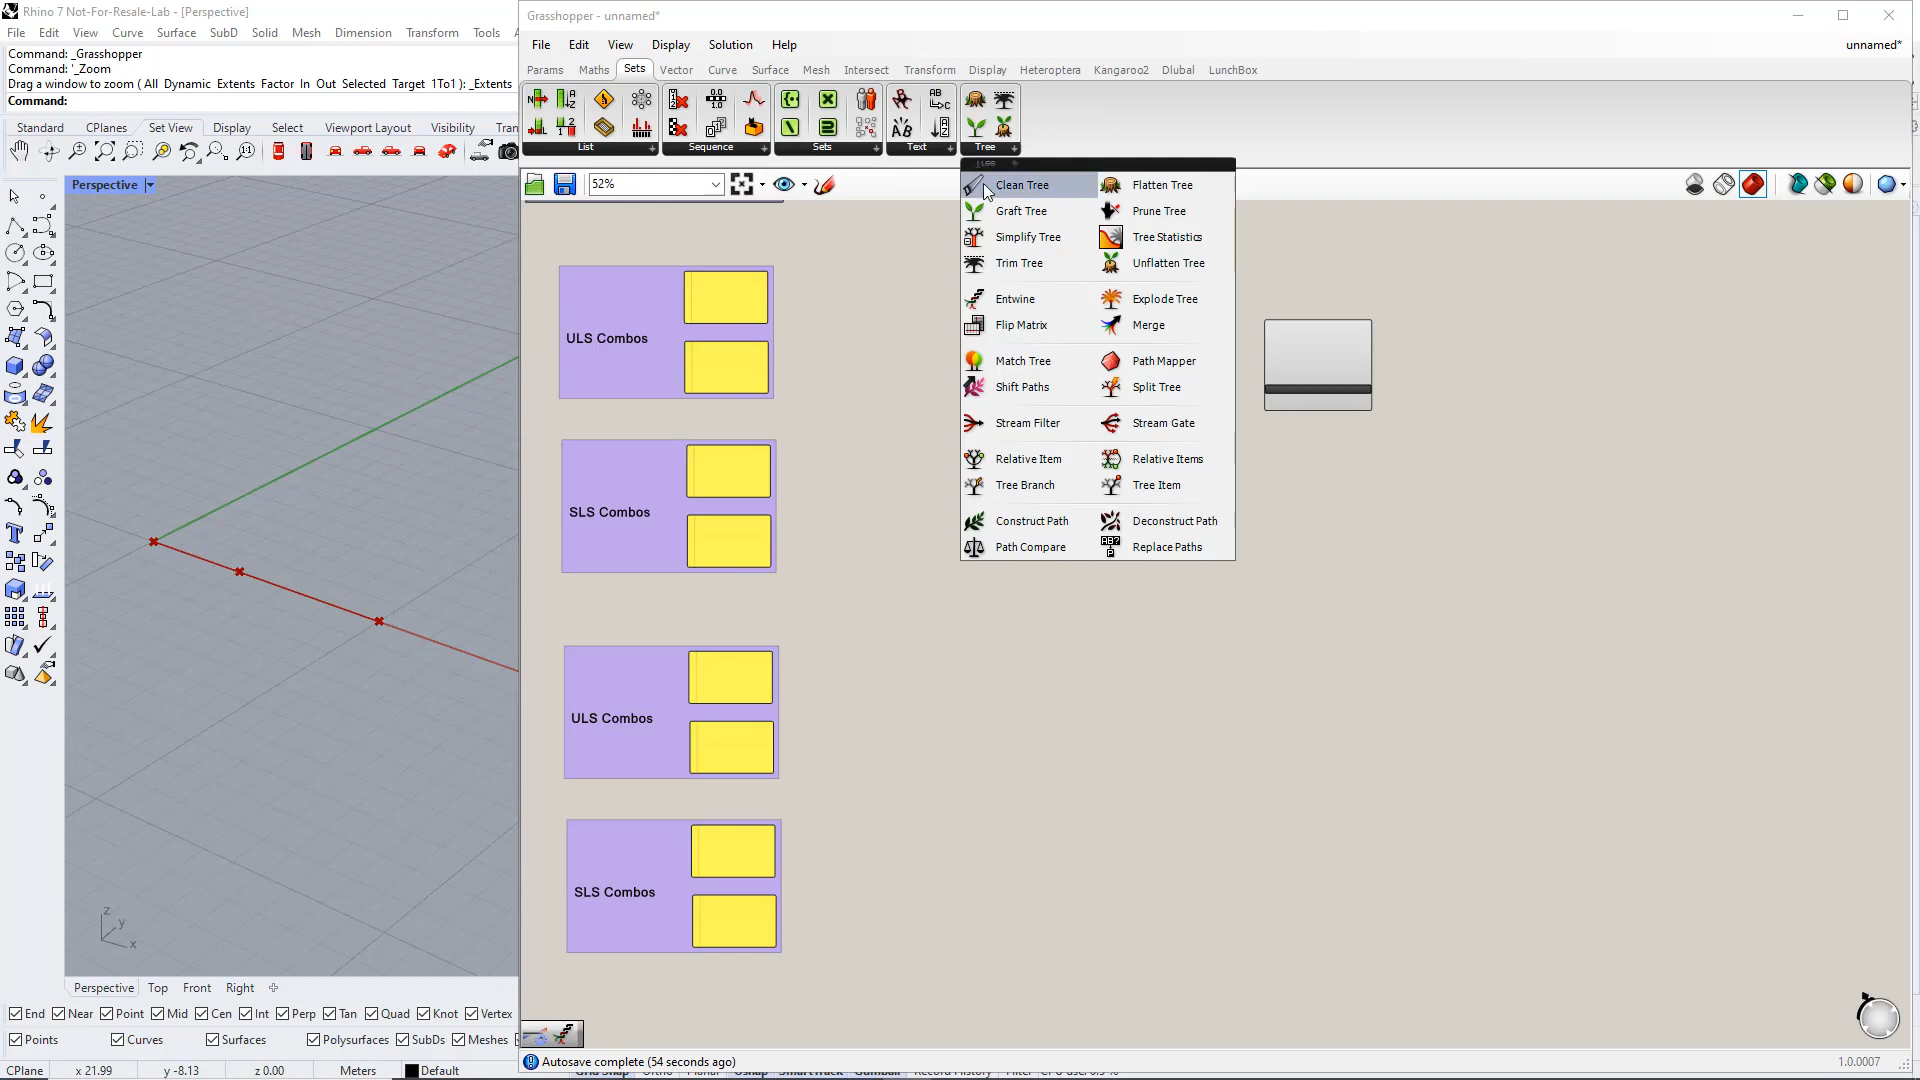 Rhino 7 Not-For-Resale-Lab - [Perspective]
File Edit View Curve Surface SubD Solid Mesh Dimension Transform Tools
Command: _Grasshopper
Command: '_Zoom
Drag a window to zoom ( All Dynamic Extents Factor In Out Selected Target 1To1 ): _Extents
Command:
Standard CPlanes Set View Display Select Viewport Layout Visibility Tran
Perspective
z
y
x
Perspective Top Front Right
End Near Point Mid Cen Int Perp Tan Quad Knot Vertex
Points Curves Surfaces Polysurfaces SubDs Meshes
CPlane x 21.99 y -8.13 z 0.00 Meters Default
Grasshopper - unnamed*
File Edit View Display Solution Help unnamed*
Params Maths Sets Vector Curve Surface Mesh Intersect Transform Display Heteroptera Kangaroo2 Dlubal LunchBox
List Sequence Sets Text Tree
52%
Clean Tree Flatten Tree
Graft Tree Prune Tree
Simplify Tree Tree Statistics
Trim Tree Unflatten Tree
Entwine Explode Tree
Flip Matrix Merge
Match Tree Path Mapper
Shift Paths Split Tree
Stream Filter Stream Gate
Relative Item Relative Items
Tree Branch Tree Item
Construct Path Deconstruct Path
Path Compare Replace Paths
ULS Combos
SLS Combos
ULS Combos
SLS Combos
Autosave complete (54 seconds ago) 1.0.0007